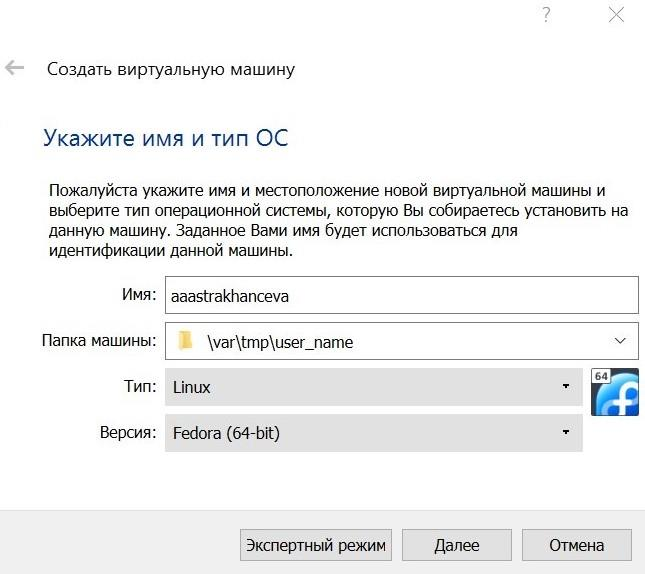 ?
Создать виртуальную машину
Укажите имя и тип ОС
Пожалуйста укажите имя и местоположение новой виртуальной машины и
выберите тип операционной системы, которую Вы собираетесь установить на
данную машину. Заданное Вами имя будет использоваться для
идентификации данной машины.
Имя: aaastrakhanceva
Папка машины: \var\tmp\user_name
Тип: Linux
64
Версия: Fedora (64-bit)
Экспертный режим Далее Отмена